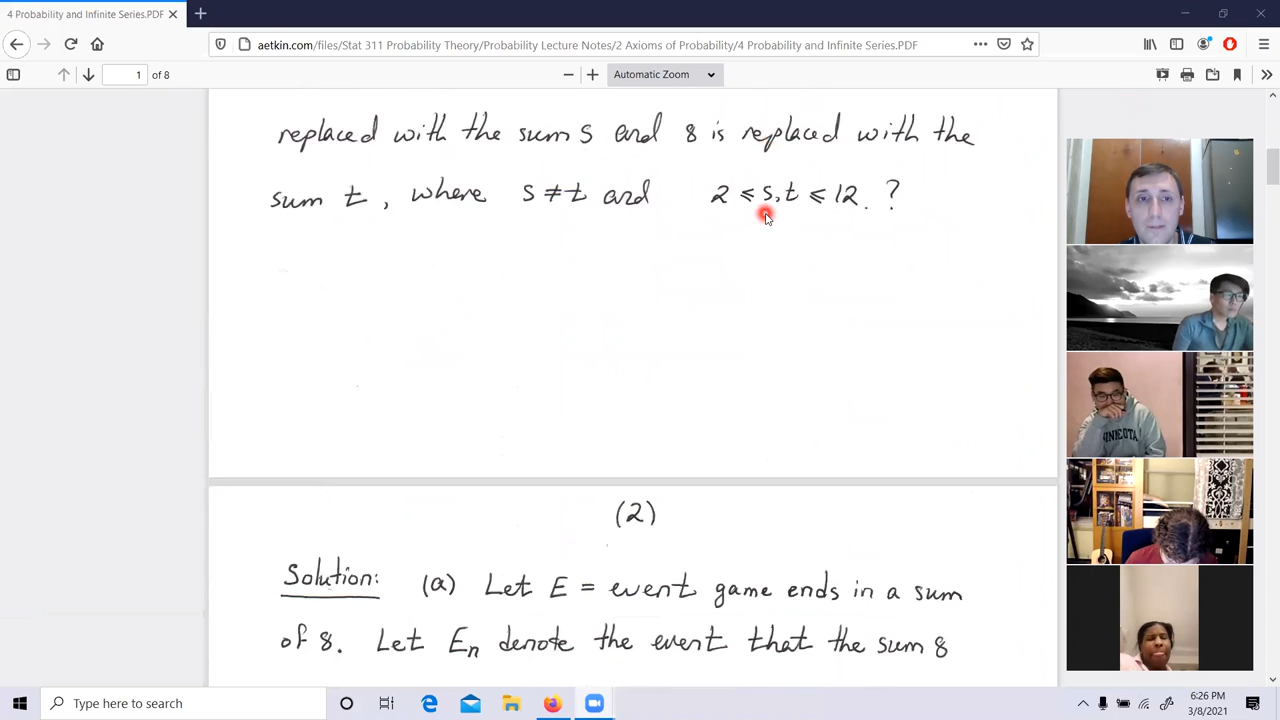 4 Probability and Infinite Series.PDF
aetkin.com/files/Stat 311 Probability Theory/Probability Lecture Notes/2 Axioms of Probability/4 Probability and Infinite Series.PDF
1 of 8
Automatic Zoom
replaced with the sum s and 8 is replaced with the
sum t, where s ≠ t and 2 ⩽ s,t ⩽ 12. ?
(2)
Solution: (a) Let E = event game ends in a sum
of 8. Let En denote the event that the sum 8
MINNESOTA
Type here to search
6:26 PM
3/8/2021